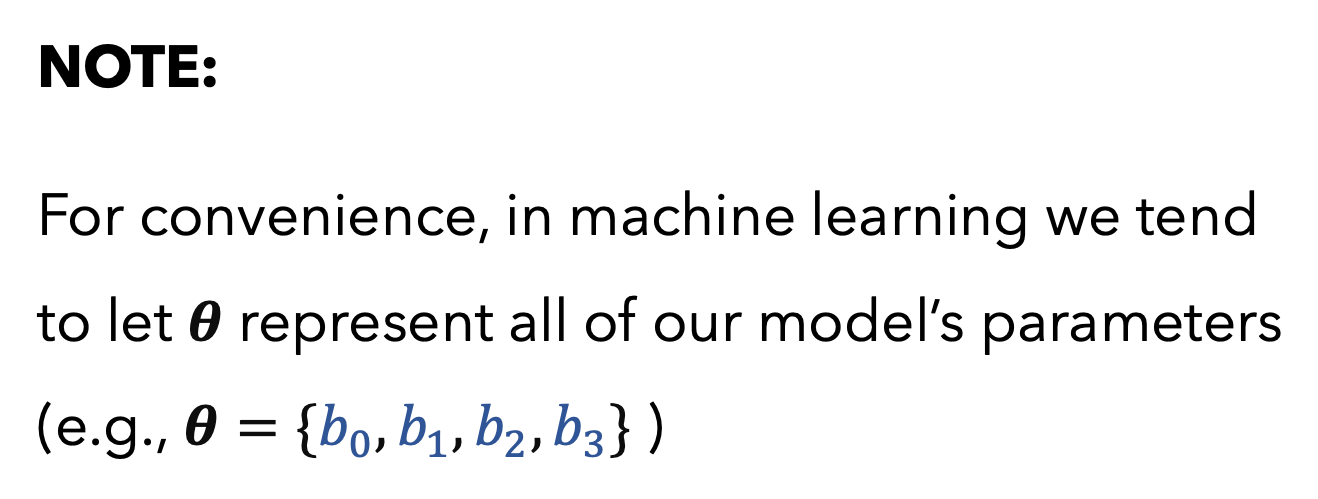 NOTE:
For convenience, in machine learning we tend
to let 𝜽 represent all of our model’s parameters
(e.g., 𝜽 = {b₀, b₁, b₂, b₃} )